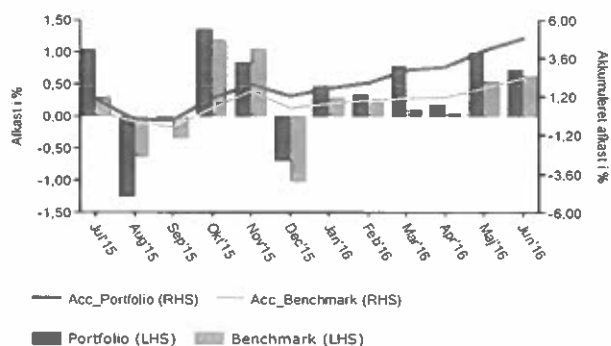 1.50
1.00
0.50
0.00
-0.50
-1.00
-1.50
Afkast i %
6.00
3.60
1.20
-1.20
-3.60
-6.00
Akkumuleret afkast i %
Jul'15
Aug'15
Sep'15
Okt'15
Nov'15
Dec'15
Jan'16
Feb'16
Mar'16
Apr'16
Maj'16
Jun'16
Acc_Portfolio (RHS) Acc_Benchmark (RHS)
Portfolio (LHS) Benchmark (LHS)